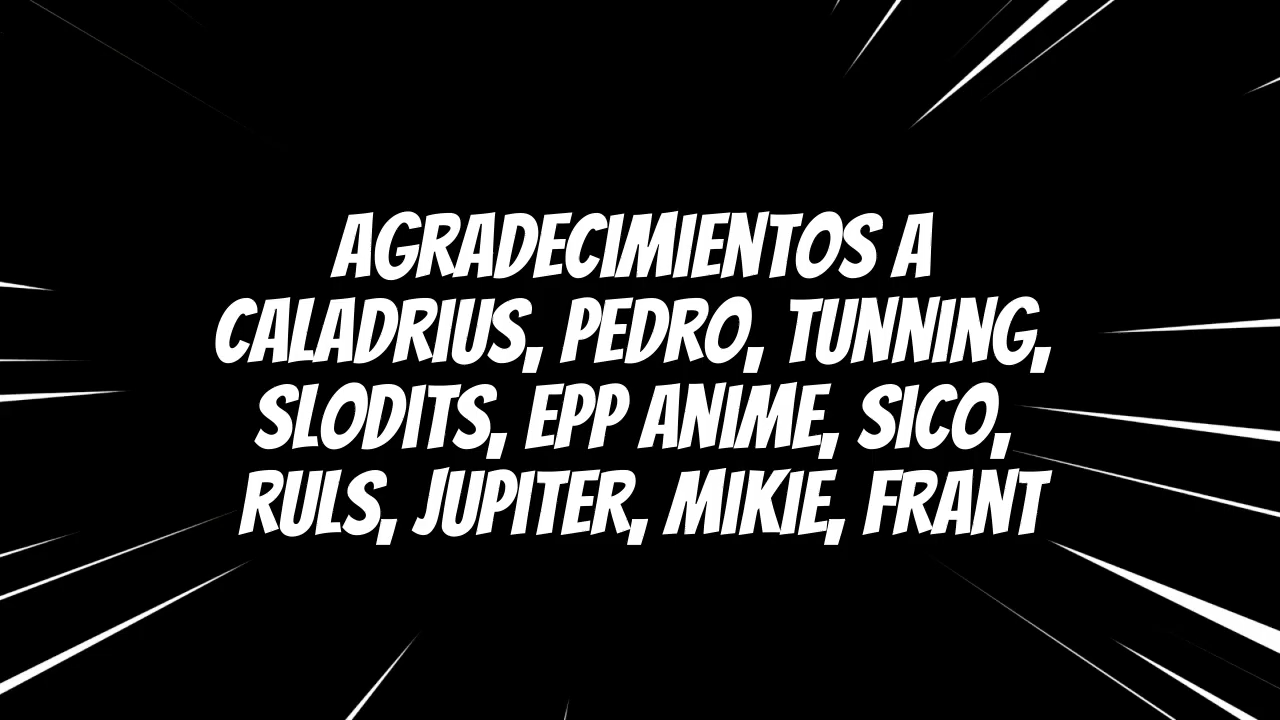 AGRADECIMIENTOS A
CALADRIUS, PEDRO, TUNNING,
SLODITS, EPP ANIME, SICO,
RULS, JUPITER, MIKIE, FRANT